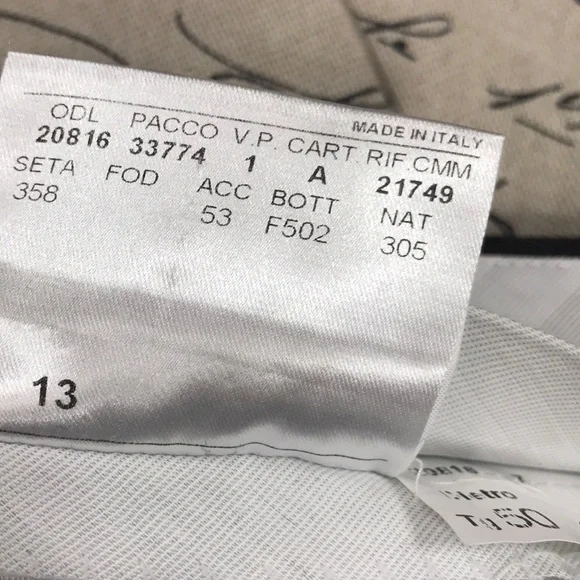 MADE IN ITALY
ODL PACCO V.P. CART. RIF.CMM
20816 33774 1 A 21749
SETA FOD ACC BOTT NAT
358 53 F502 305
13
20816
50